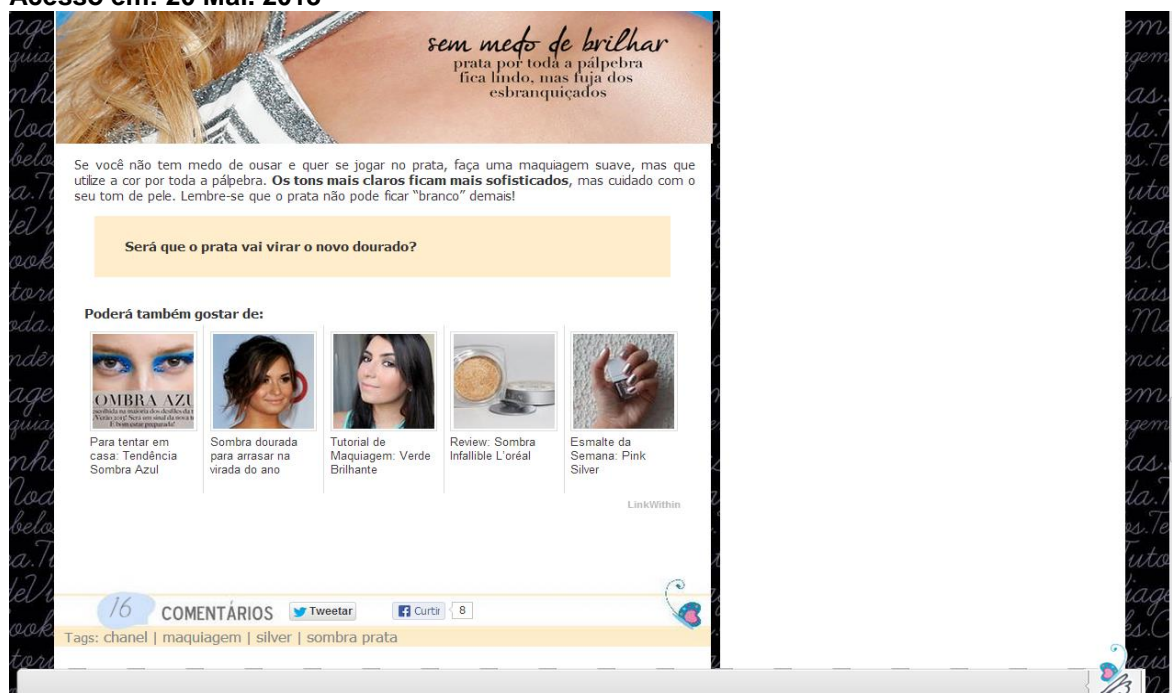 Acesso em: 20 Mai. 2013
sem medo de brilhar
prata por toda a pálpebra
fica lindo, mas fuja dos
esbranquiçados
Se você não tem medo de ousar e quer se jogar no prata, faça uma maquiagem suave, mas que
utilize a cor por toda a pálpebra. Os tons mais claros ficam mais sofisticados, mas cuidado com o
seu tom de pele. Lembre-se que o prata não pode ficar “branco” demais!
Será que o prata vai virar o novo dourado?
Poderá também gostar de:
OMBRA AZU
Para tentar em
casa: Tendência
Sombra Azul
Sombra dourada
para arrasar na
virada do ano
Tutorial de
Maquiagem: Verde
Brilhante
Review: Sombra
Infallible L'oréal
Esmalte da
Semana: Pink
Silver
LinkWithin
16 COMENTÁRIOS Tweetar Curtir 8
Tags: chanel | maquiagem | silver | sombra prata